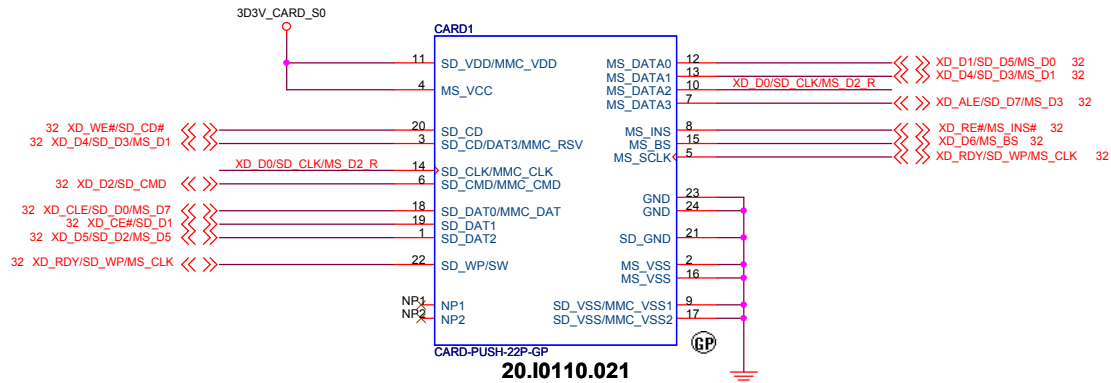 3D3V_CARD_S0
CARD1
11 SD_VDD/MMC_VDD
4 MS_VCC
32 XD_WE#/SD_CD# 20 SD_CD
32 XD_D4/SD_D3/MS_D1 3 SD_CD/DAT3/MMC_RSV
XD_D0/SD_CLK/MS_D2_R 14 SD_CLK/MMC_CLK
32 XD_D2/SD_CMD 6 SD_CMD/MMC_CMD
32 XD_CLE/SD_D0/MS_D7 18 SD_DAT0/MMC_DAT
32 XD_CE#/SD_D1 19 SD_DAT1
32 XD_D5/SD_D2/MS_D5 1 SD_DAT2
32 XD_RDY/SD_WP/MS_CLK 22 SD_WP/SW
NP1 NP1
NP2 NP2
MS_DATA0 12 XD_D1/SD_D5/MS_D0 32
MS_DATA1 13 XD_D4/SD_D3/MS_D1 32
MS_DATA2 10 XD_D0/SD_CLK/MS_D2_R
MS_DATA3 7 XD_ALE/SD_D7/MS_D3 32
MS_INS 8 XD_RE#/MS_INS# 32
MS_BS 15 XD_D6/MS_BS 32
MS_SCLK 5 XD_RDY/SD_WP/MS_CLK 32
GND 23
GND 24
SD_GND 21
MS_VSS 2
MS_VSS 16
SD_VSS/MMC_VSS1 9
SD_VSS/MMC_VSS2 17
GP
CARD-PUSH-22P-GP
20.I0110.021